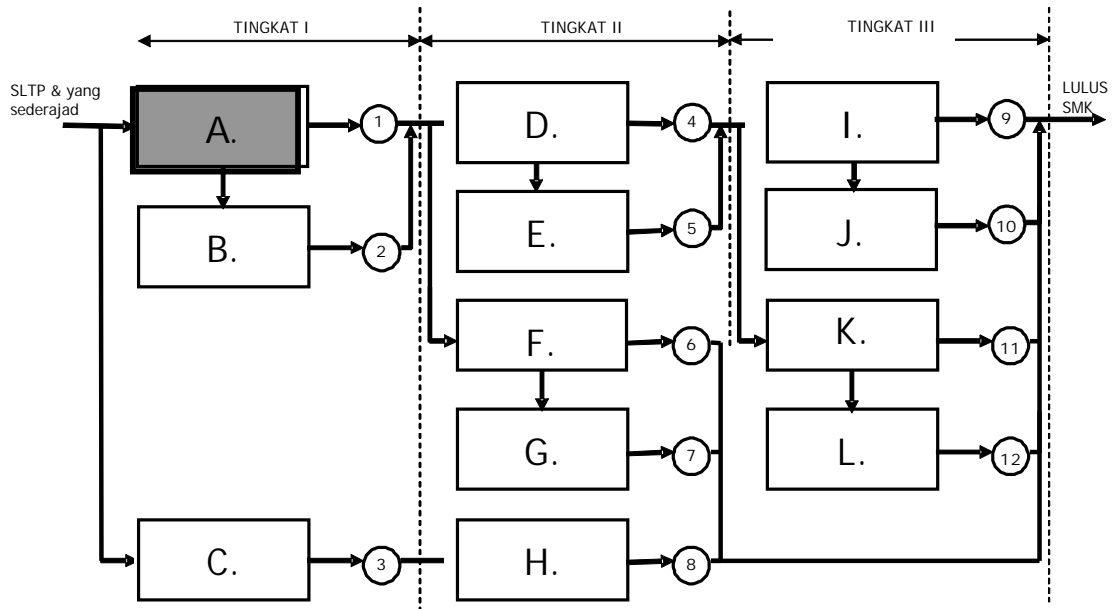 TINGKAT I
TINGKAT II
TINGKAT III
SLTP & yang
sederajad
LULUS
SMK
A.
1
D.
4
I.
9
B.
2
E.
5
J.
10
F.
6
K.
11
G.
7
L.
12
C.
3
H.
8